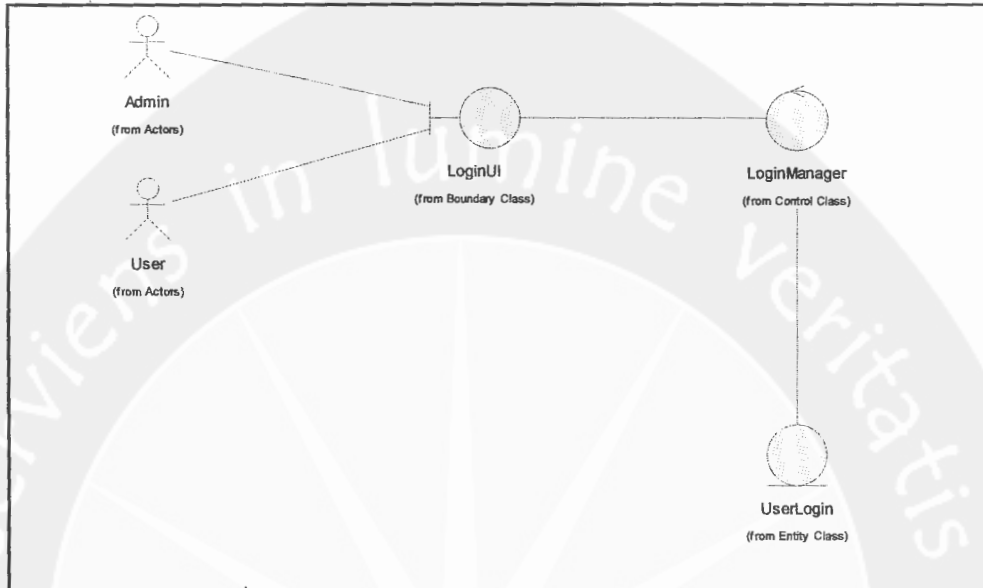 Admin
(from Actors)
LoginUI
(from Boundary Class)
LoginManager
(from Control Class)
User
(from Actors)
UserLogin
(from Entity Class)
serviens in lumine veritatis